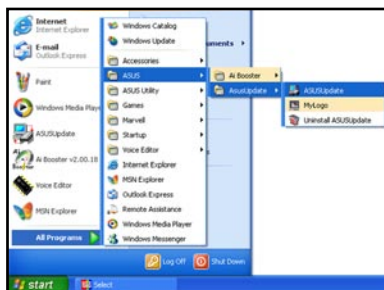 Internet
Internet Explorer
E-mail
Outlook Express
Paint
Windows Media Playe
ASUSUpdate
Ai Booster v2.00.18
Voice Editor
MSN Explorer
All Programs
Windows Catalog
Windows Update
Accessories
ASUS
ASUS Utility
Games
Marvell
Startup
Voice Editor
Internet Explorer
MSN Explorer
Outlook Express
Remote Assistance
Windows Media Player
Windows Messenger
uments
Ai Booster
AsusUpdate
ASUSUpdate
MyLogo
Uninstall ASUSUpdate
Log Off
Shut Down
start
Select